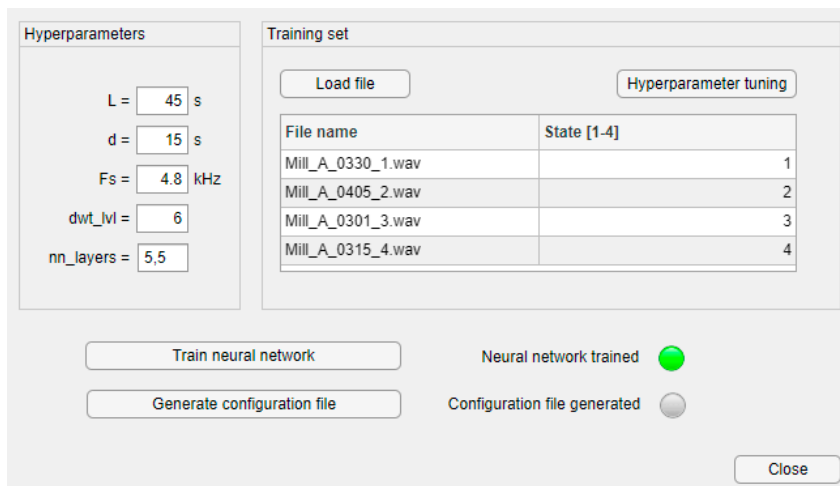 Hyperparameters
L = 45 s
d = 15 s
Fs = 4.8 kHz
dwt_lvl = 6
nn_layers = 5,5
Training set
Load file
Hyperparameter tuning
File name State [1-4]
Mill_A_0330_1.wav 1
Mill_A_0405_2.wav 2
Mill_A_0301_3.wav 3
Mill_A_0315_4.wav 4
Train neural network
Neural network trained
Generate configuration file
Configuration file generated
Close